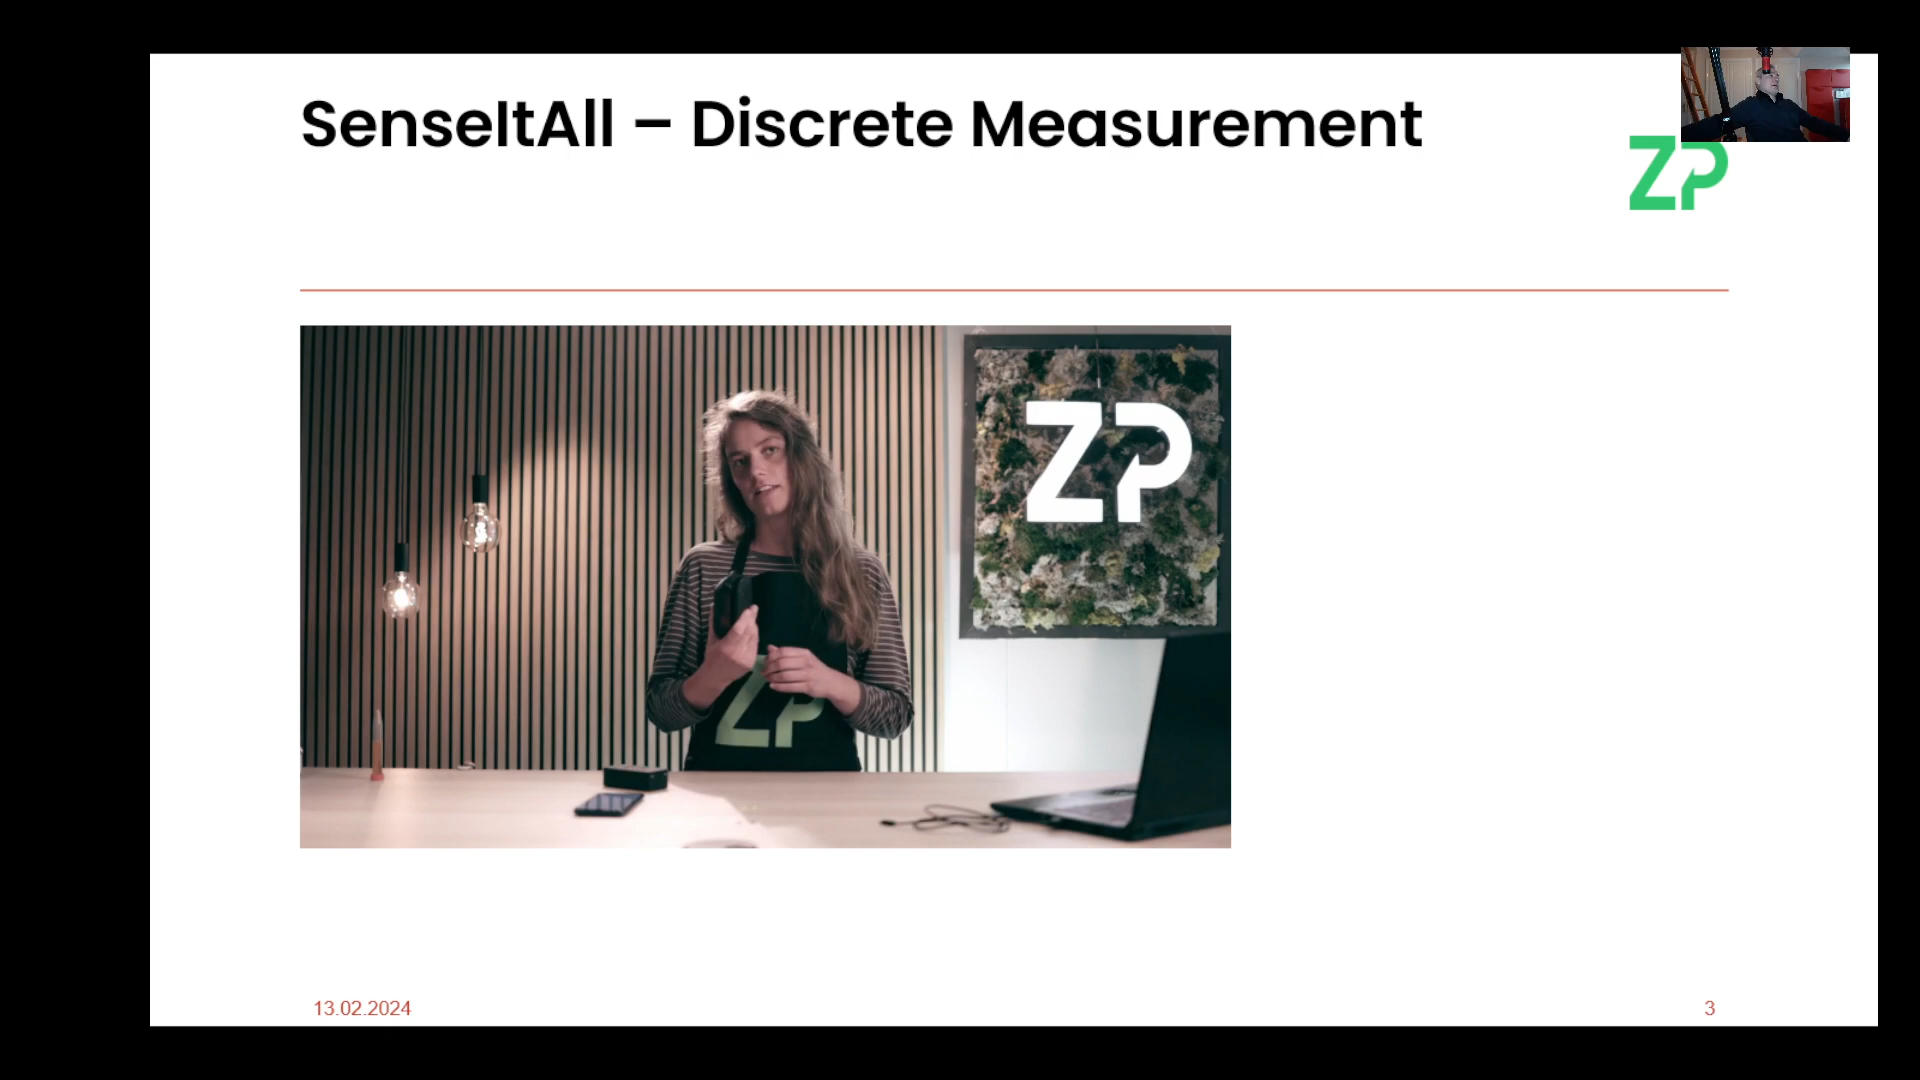 SenseItAll – Discrete Measurement
ZP
ZP
ZP
13.02.2024
3